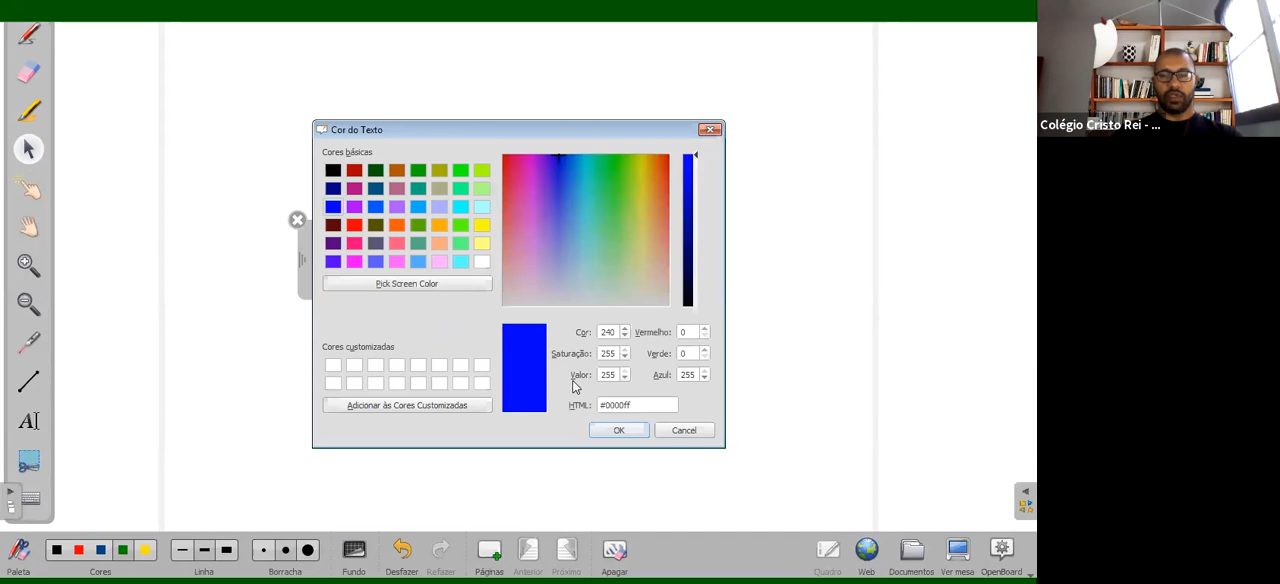 Cor do Texto
Cores básicas
Pick Screen Color
Cores customizadas
Adicionar às Cores Customizadas
Cor: 240 Vermelho: 0
Saturação: 255 Verde: 0
Valor: 255 Azul: 255
HTML: #0000ff
OK Cancel
Colégio Cristo Rei - ...
A
Paleta Cores Linha Borracha Fundo Desfazer Refazer Páginas Anterior Próximo Apagar Quadro Web Documentos Ver mesa OpenBoard